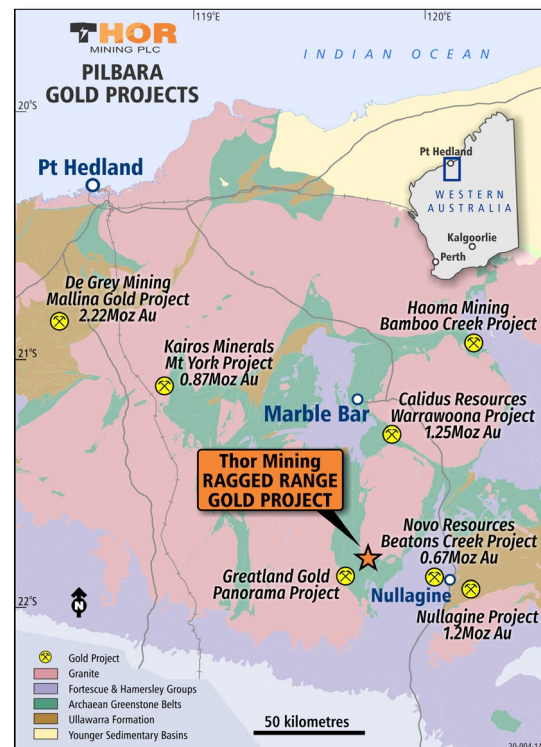 THOR
MINING PLC
PILBARA
GOLD PROJECTS
119°E
120°E
INDIAN OCEAN
20°S
Pt Hedland
Pt Hedland
WESTERN
AUSTRALIA
Kalgoorlie
Perth
De Grey Mining
Mallina Gold Project
2.22Moz Au
Haoma Mining
Bamboo Creek Project
21°S
Kairos Minerals
Mt York Project
0.87Moz Au
Marble Bar
Calidus Resources
Warrawoona Project
1.25Moz Au
Thor Mining
RAGGED RANGE
GOLD PROJECT
Novo Resources
Beatons Creek Project
0.67Moz Au
Greatland Gold
Panorama Project
Nullagine
22°S
N
Nullagine Project
1.2Moz Au
Gold Project
Granite
Fortescue & Hamersley Groups
Archaean Greenstone Belts
Ullawarra Formation
Younger Sedimentary Basins
50 kilometres